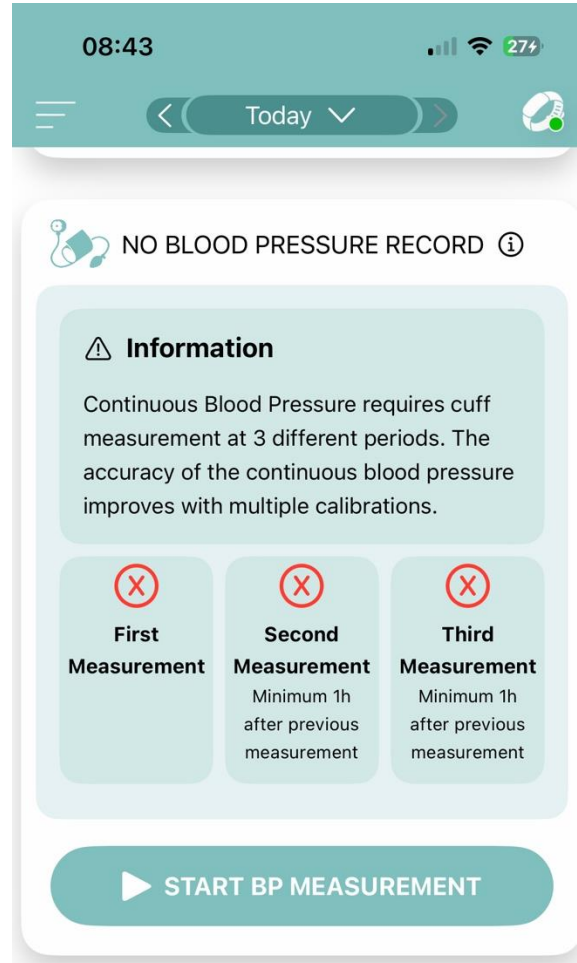 08:43
27
Today
NO BLOOD PRESSURE RECORD
Information
Continuous Blood Pressure requires cuff
measurement at 3 different periods. The
accuracy of the continuous blood pressure
improves with multiple calibrations.
First
Measurement
Second
Measurement
Minimum 1h
after previous
measurement
Third
Measurement
Minimum 1h
after previous
measurement
START BP MEASUREMENT